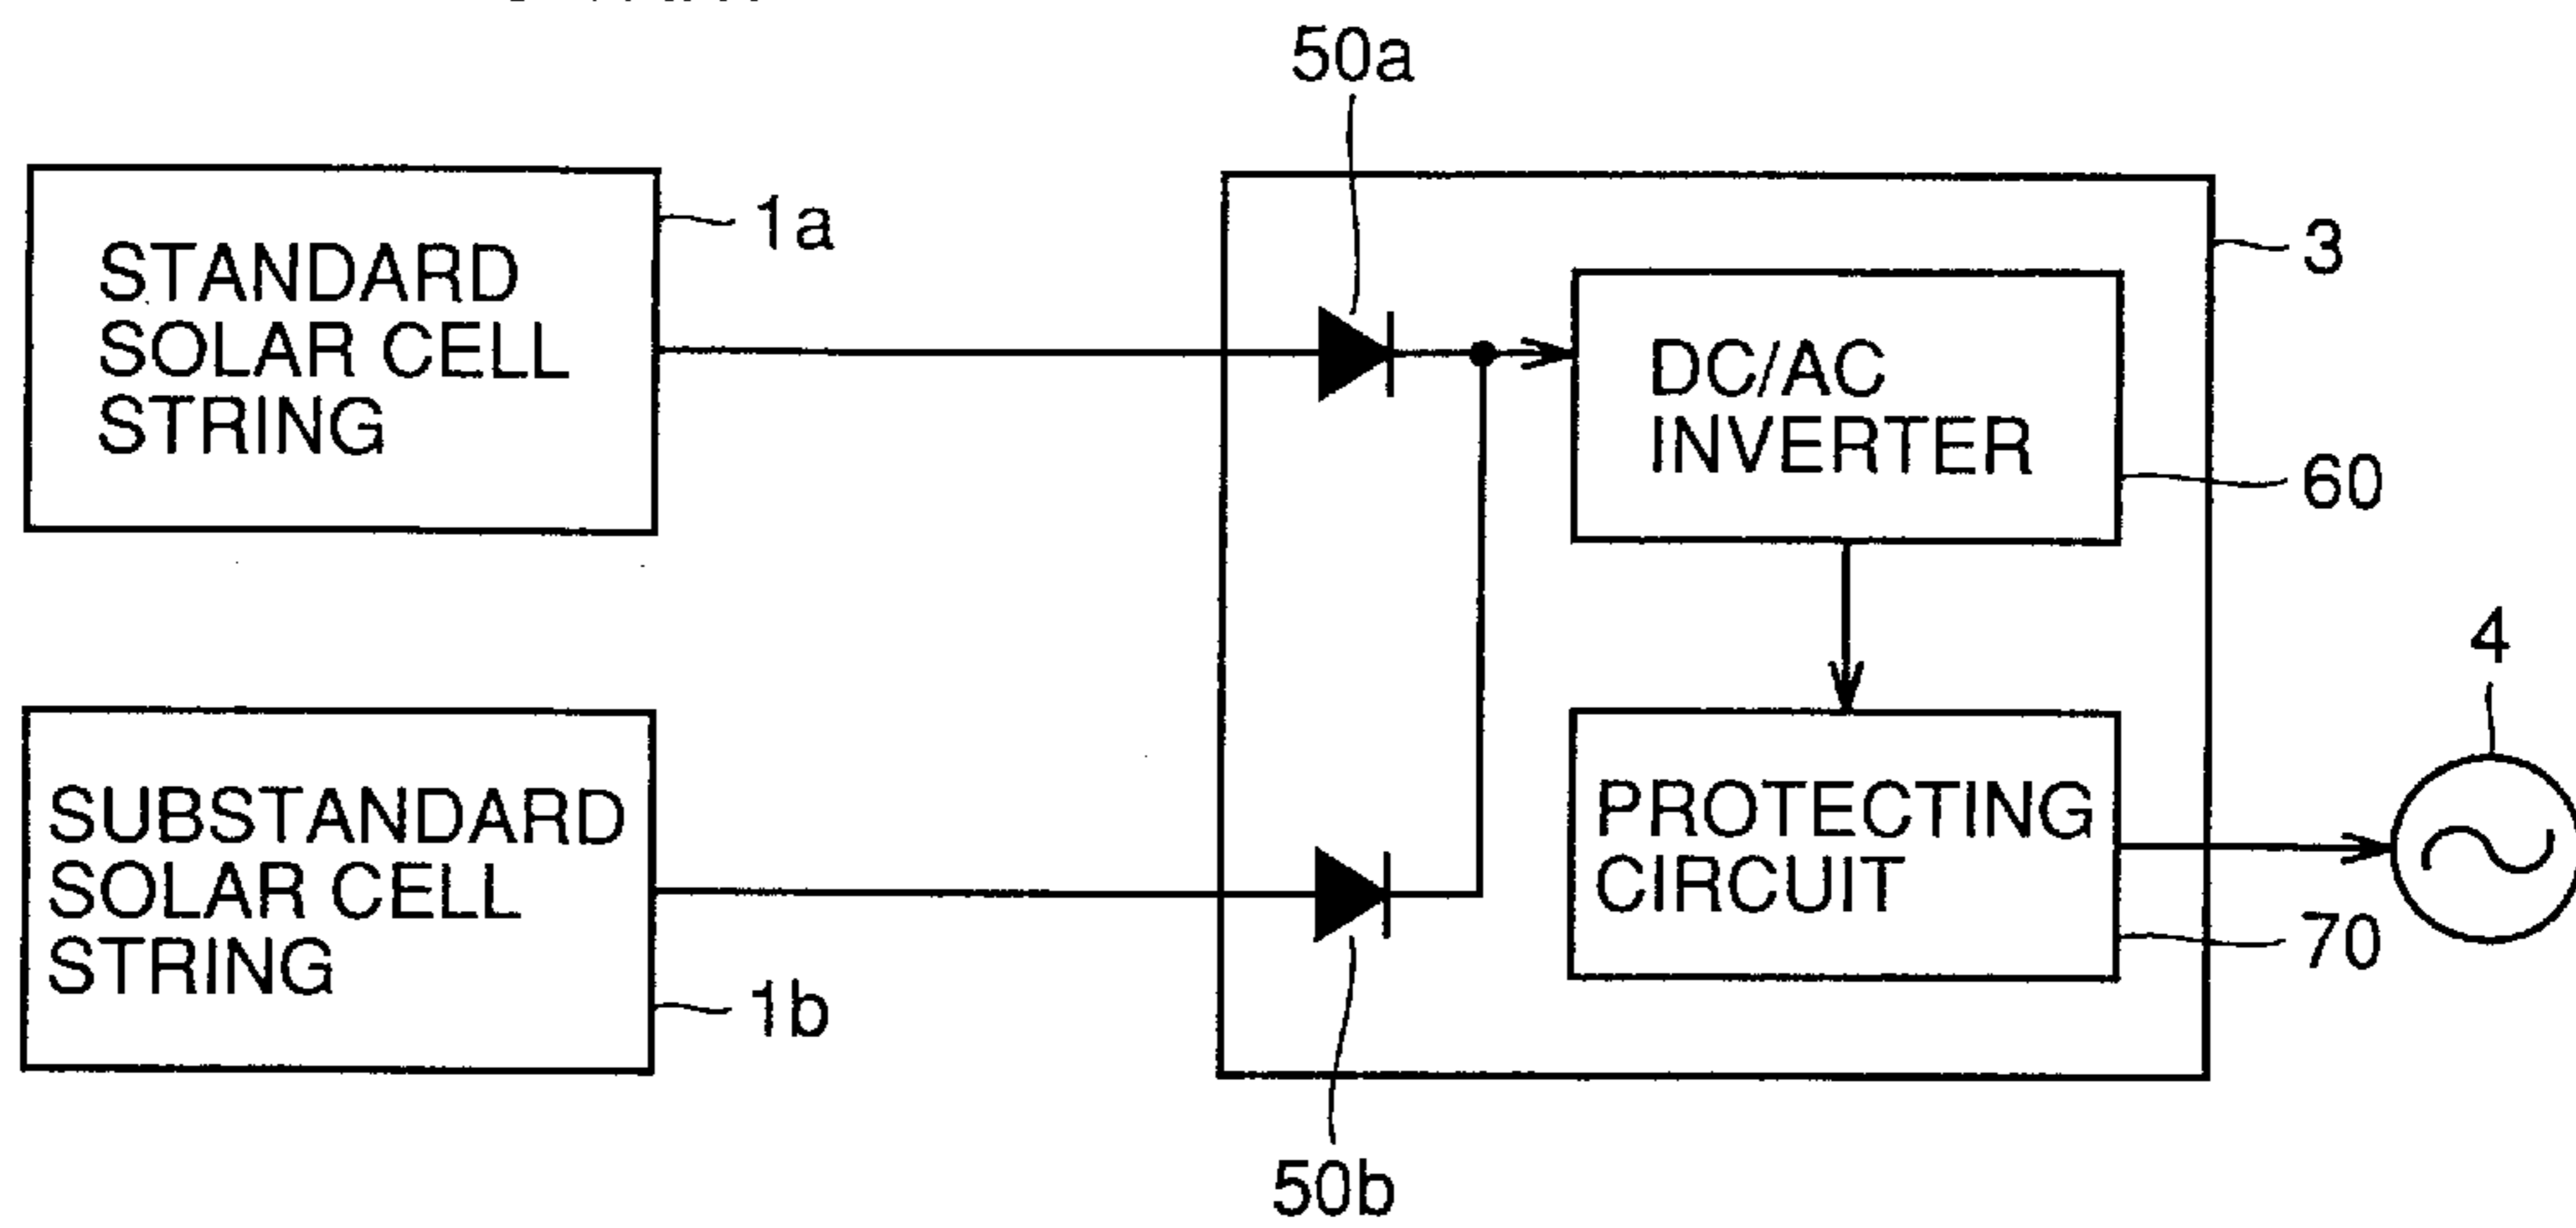 50a
STANDARD
SOLAR CELL
STRING
1a
DC/AC
INVERTER
3
60
SUBSTANDARD
SOLAR CELL
STRING
1b
PROTECTING
CIRCUIT
4
70
50b